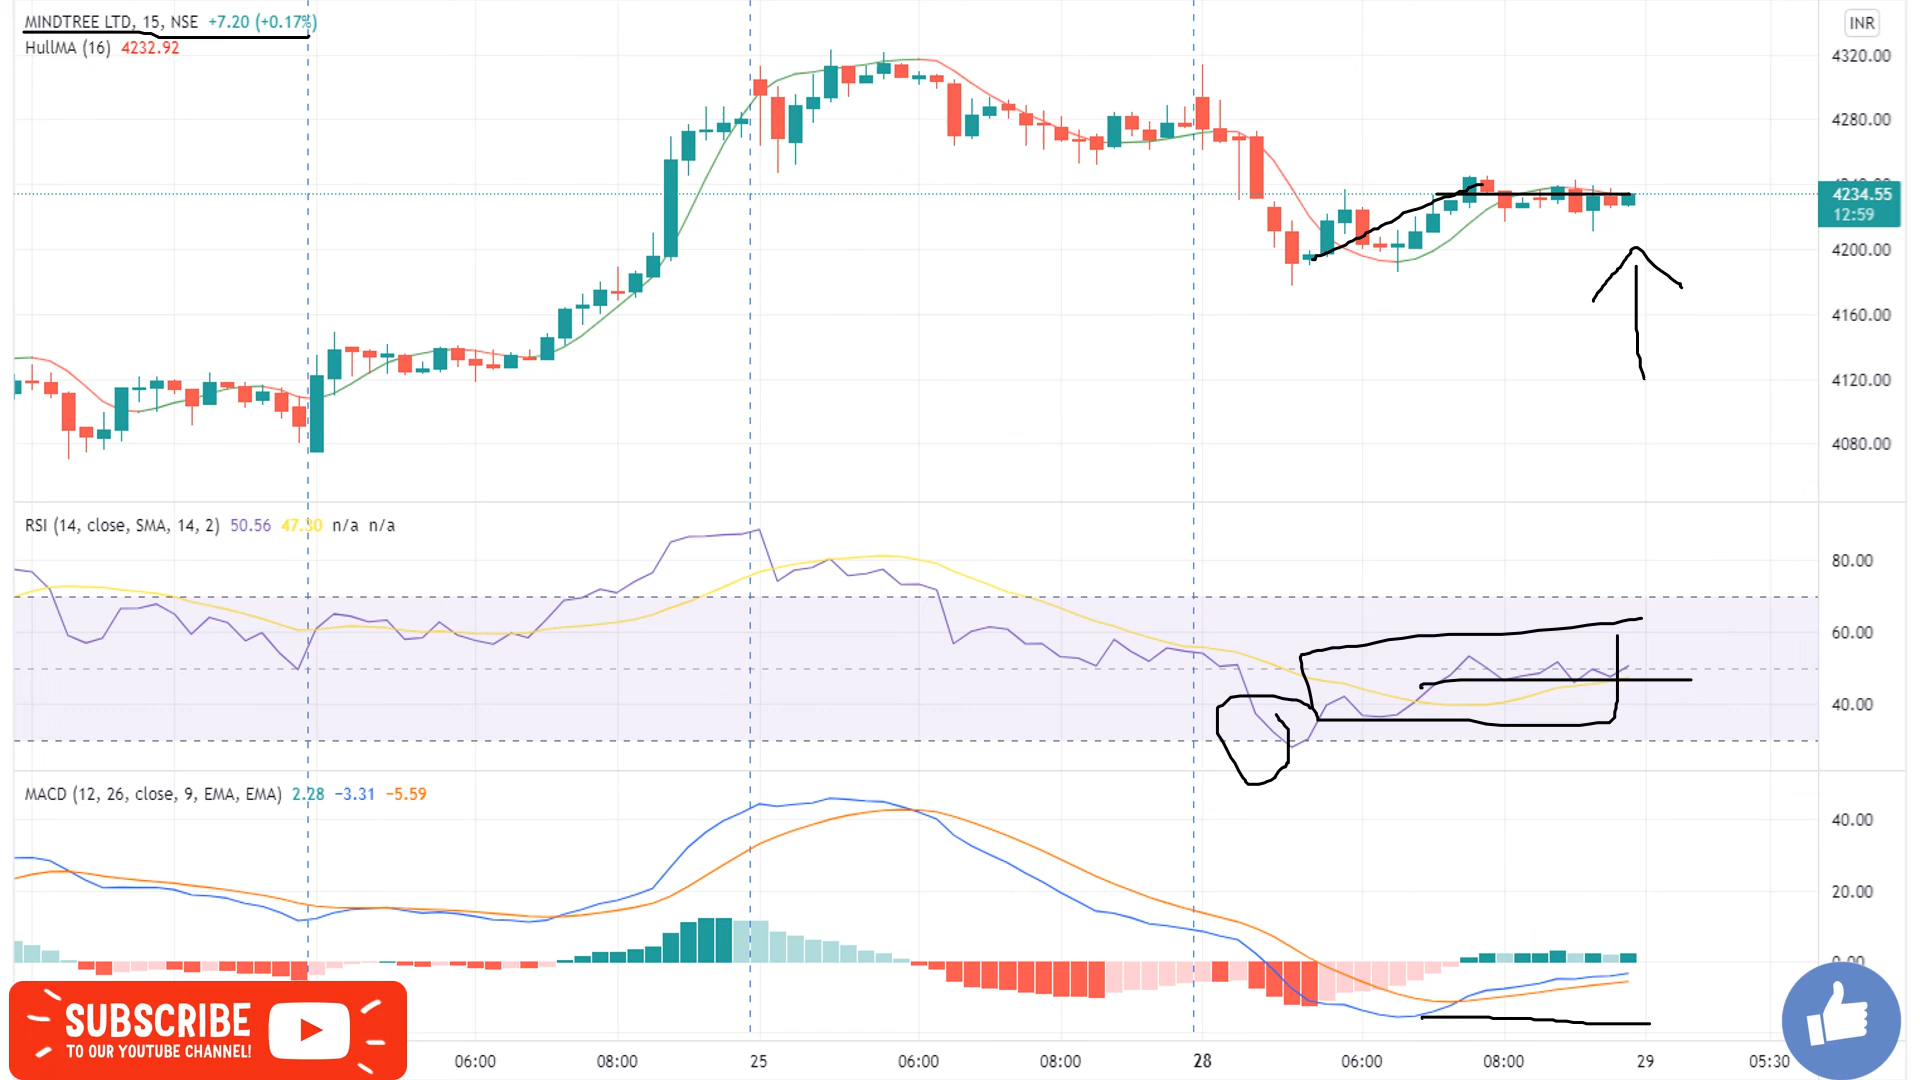 MINDTREE LTD, 15, NSE +7.20 (+0.17%)
HullMA (16) 4232.92
INR
4320.00
4280.00
4234.55
12:59
4200.00
4160.00
4120.00
4080.00
RSI (14, close, SMA, 14, 2) 50.56 47.30 n/a n/a
80.00
60.00
40.00
MACD (12, 26, close, 9, EMA, EMA) 2.28 −3.31 −5.59
40.00
20.00
0.00
SUBSCRIBE
TO OUR YOUTUBE CHANNEL!
06:00 08:00 25 06:00 08:00 28 06:00 08:00 29 05:30